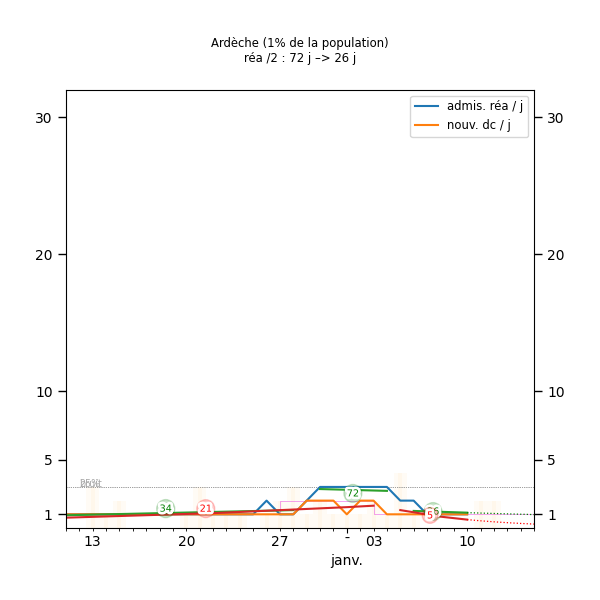 Ardèche (1% de la population)
réa /2 : 72 j –> 26 j
admis. réa / j
nouv. dc / j
30 30
20 20
10 10
5 5
72
34 21 5
1 1
13 20 27 03 10
janv.